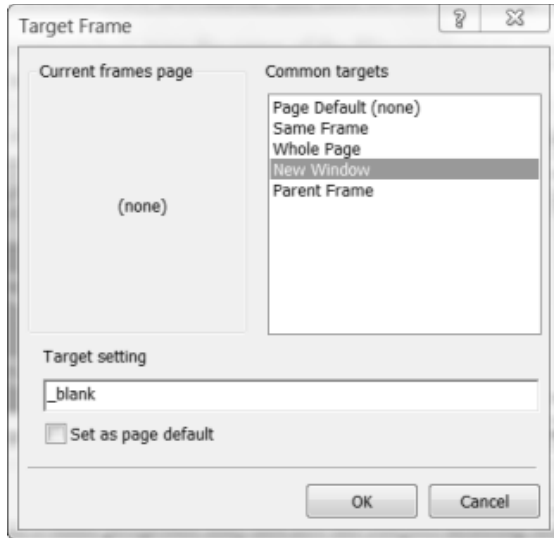 Target Frame
Current frames page
(none)
Common targets
Page Default (none)
Same Frame
Whole Page
New Window
Parent Frame
Target setting
_blank
Set as page default
OK
Cancel